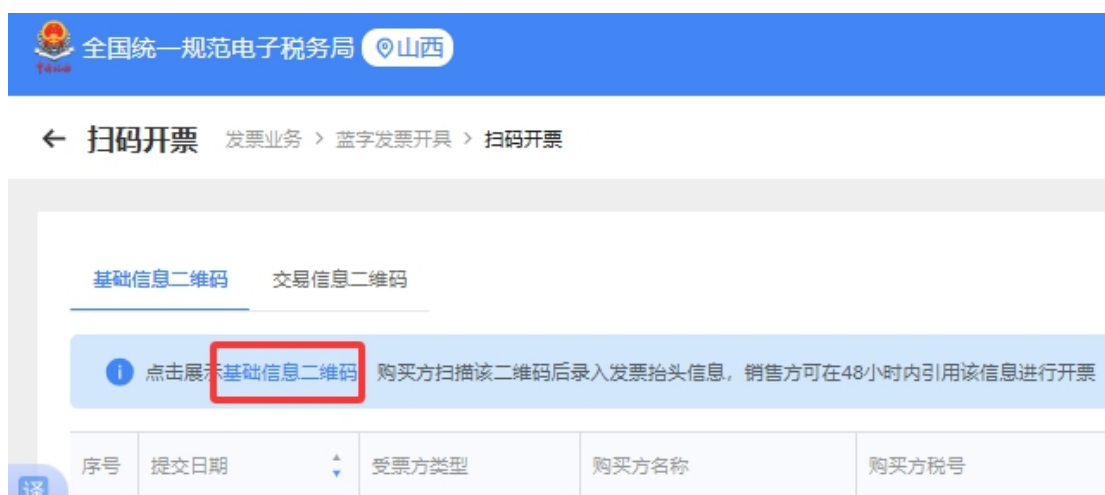 全国统一规范电子税务局 山西
扫码开票 发票业务 > 蓝字发票开具 > 扫码开票
基础信息二维码 交易信息二维码
点击展示基础信息二维码 购买方扫描该二维码后录入发票抬头信息，销售方可在48小时内引用该信息进行开票
序号 提交日期 受票方类型 购买方名称 购买方税号
译